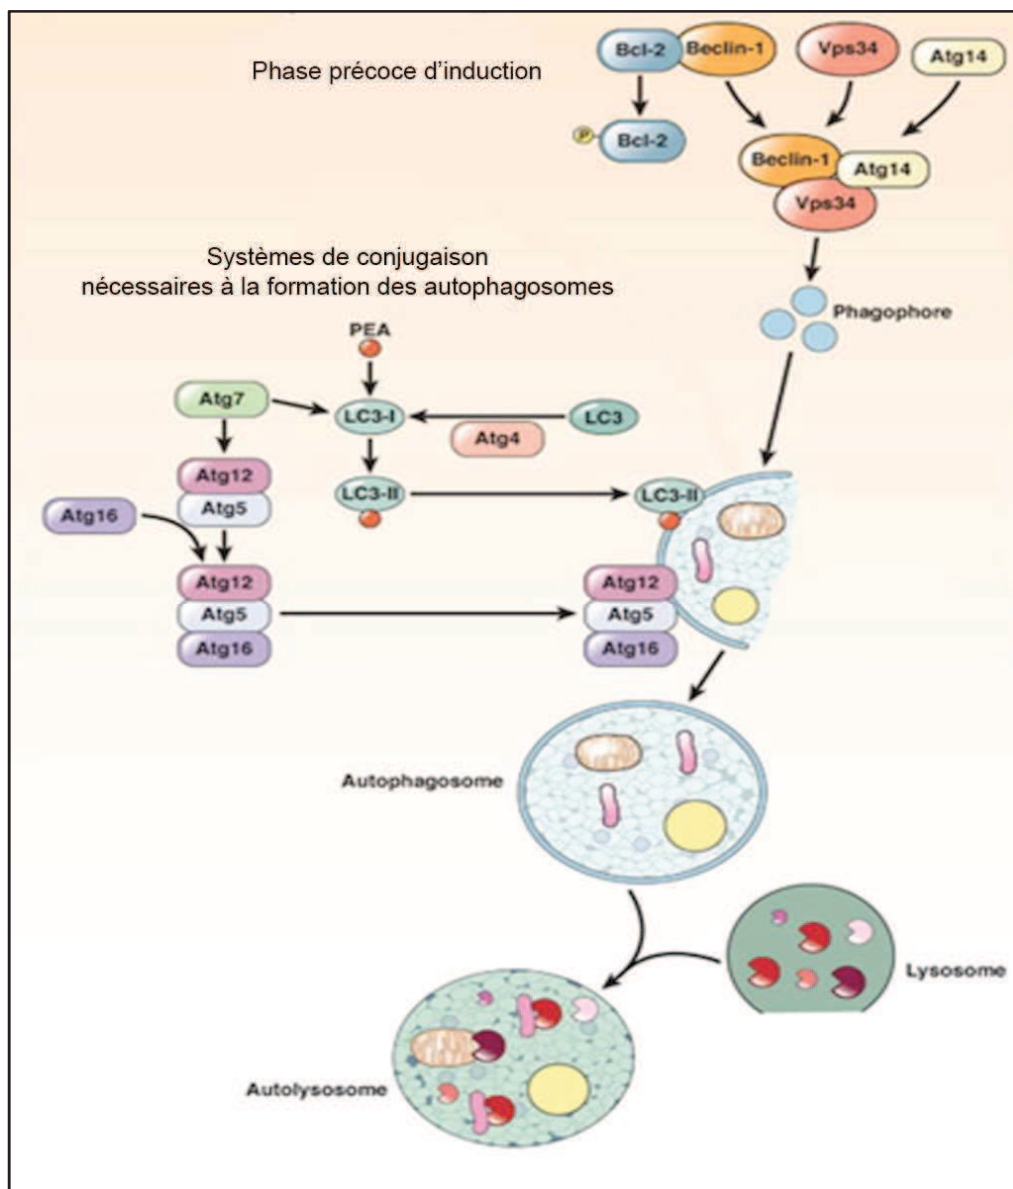 Phase précoce d'induction
Bcl-2
Beclin-1
Vps34
Atg14
P
Bcl-2
Beclin-1
Atg14
Vps34
Systèmes de conjugaison
nécessaires à la formation des autophagosomes
Phagophore
PEA
Atg7
LC3-I
LC3
Atg4
Atg12
Atg5
LC3-II
LC3-II
Atg16
Atg12
Atg5
Atg16
Atg12
Atg5
Atg16
Autophagosome
Lysosome
Autolysosome